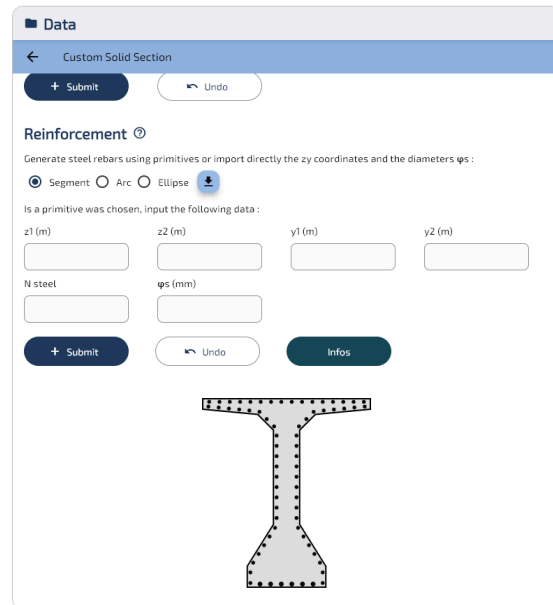 Data
Custom Solid Section
+ Submit Undo
Reinforcement
Generate steel rebars using primitives or import directly the zy coordinates and the diameters φs :
Segment Arc Ellipse
Is a primitive was chosen, input the following data :
z1 (m) z2 (m) y1 (m) y2 (m)
N steel φs (mm)
+ Submit Undo Infos